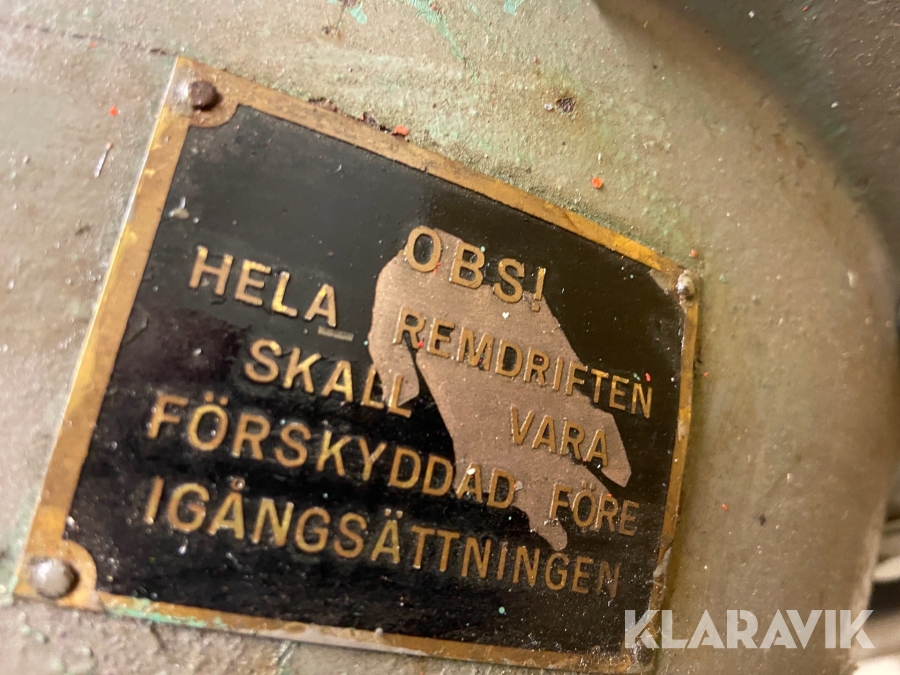 OBS!
HELA REMDRIFTEN
SKALL VARA
FÖRSKYDDAD FÖRE
IGÅNGSÄTTNINGEN
KLARAVIK